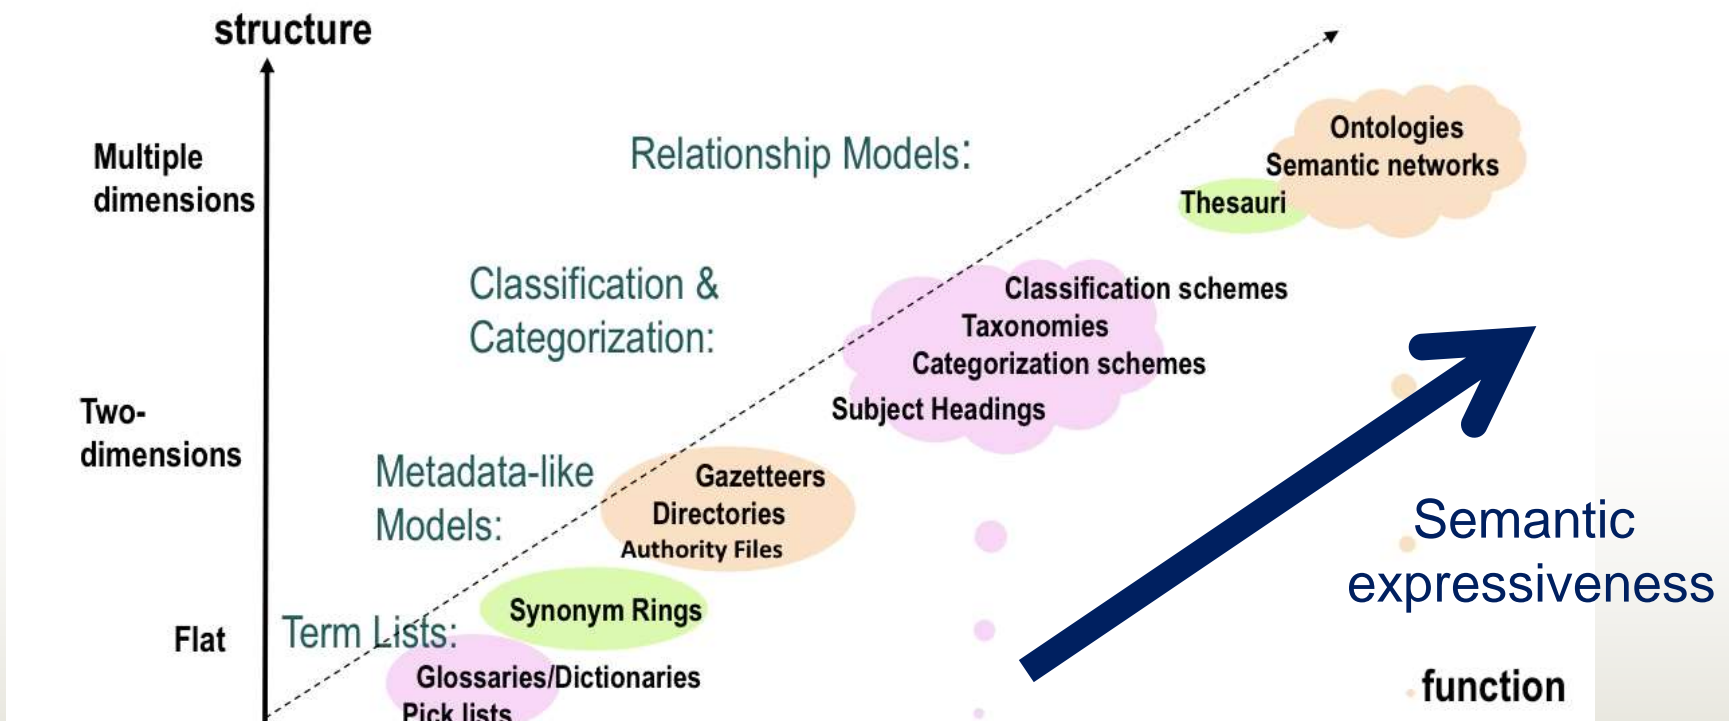 structure
Multiple
dimensions
Relationship Models:
Ontologies
Semantic networks
Thesauri
Classification &
Categorization:
Classification schemes
Taxonomies
Categorization schemes
Subject Headings
Two-
dimensions
Metadata-like
Models:
Gazetteers
Directories
Authority Files
Semantic
expressiveness
Flat
Term Lists:
Synonym Rings
Glossaries/Dictionaries
Pick lists
function